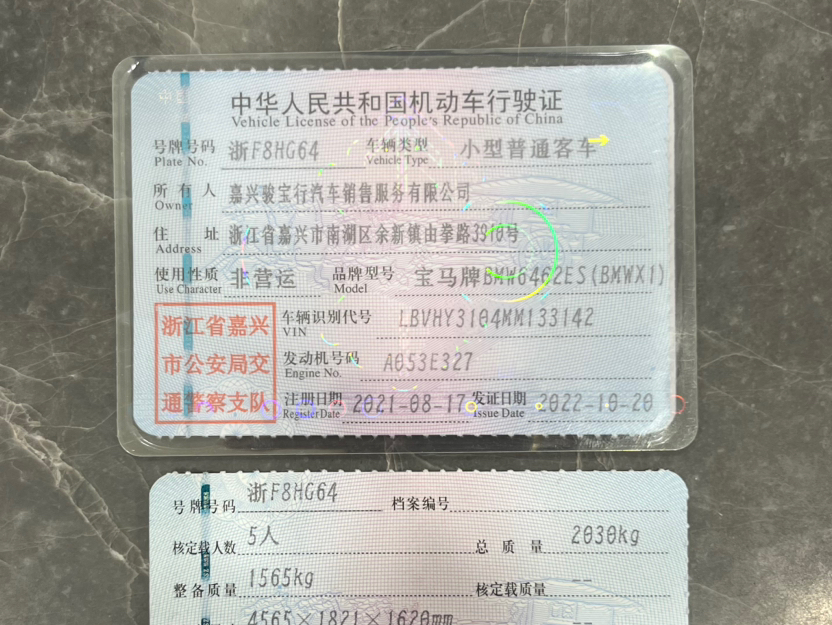 中华人民共和国机动车行驶证
Vehicle License of the People's Republic of China
号牌号码 浙F8HG64 车辆类型 小型普通客车
Plate No. Vehicle Type
所有人 嘉兴骏宝行汽车销售服务有限公司
Owner
住址 浙江省嘉兴市南湖区余新镇由拳路3910号
Address
使用性质 非营运 品牌型号 宝马牌BMW6462ES(BMWX1)
Use Character Model
浙江省嘉兴
市公安局交
通警察支队
车辆识别代号 LBVHY3104MM133142
VIN
发动机号码 A053E327
Engine No.
注册日期 2021-08-17 发证日期 2022-10-20
Register Date Issue Date
号牌号码 浙F8HG64 档案编号
核定载人数 5人 总质量 2030kg
整备质量 1565kg 核定载质量 --
4565×1821×1620mm --